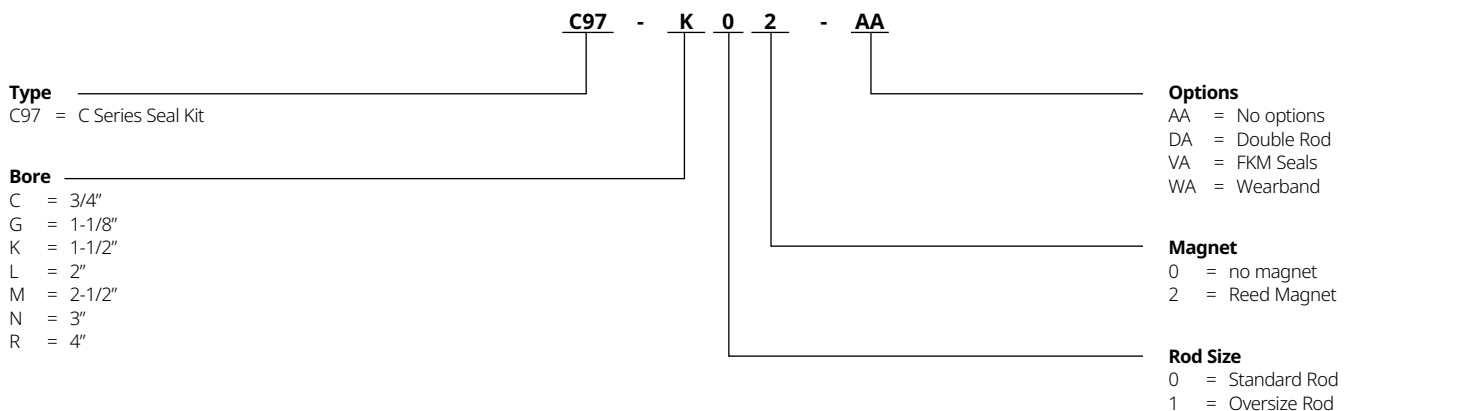 C97 - K 0 2 - AA
Type
C97 = C Series Seal Kit
Bore
C = 3/4”
G = 1-1/8”
K = 1-1/2”
L = 2”
M = 2-1/2”
N = 3”
R = 4”
Options
AA = No options
DA = Double Rod
VA = FKM Seals
WA = Wearband
Magnet
0 = no magnet
2 = Reed Magnet
Rod Size
0 = Standard Rod
1 = Oversize Rod